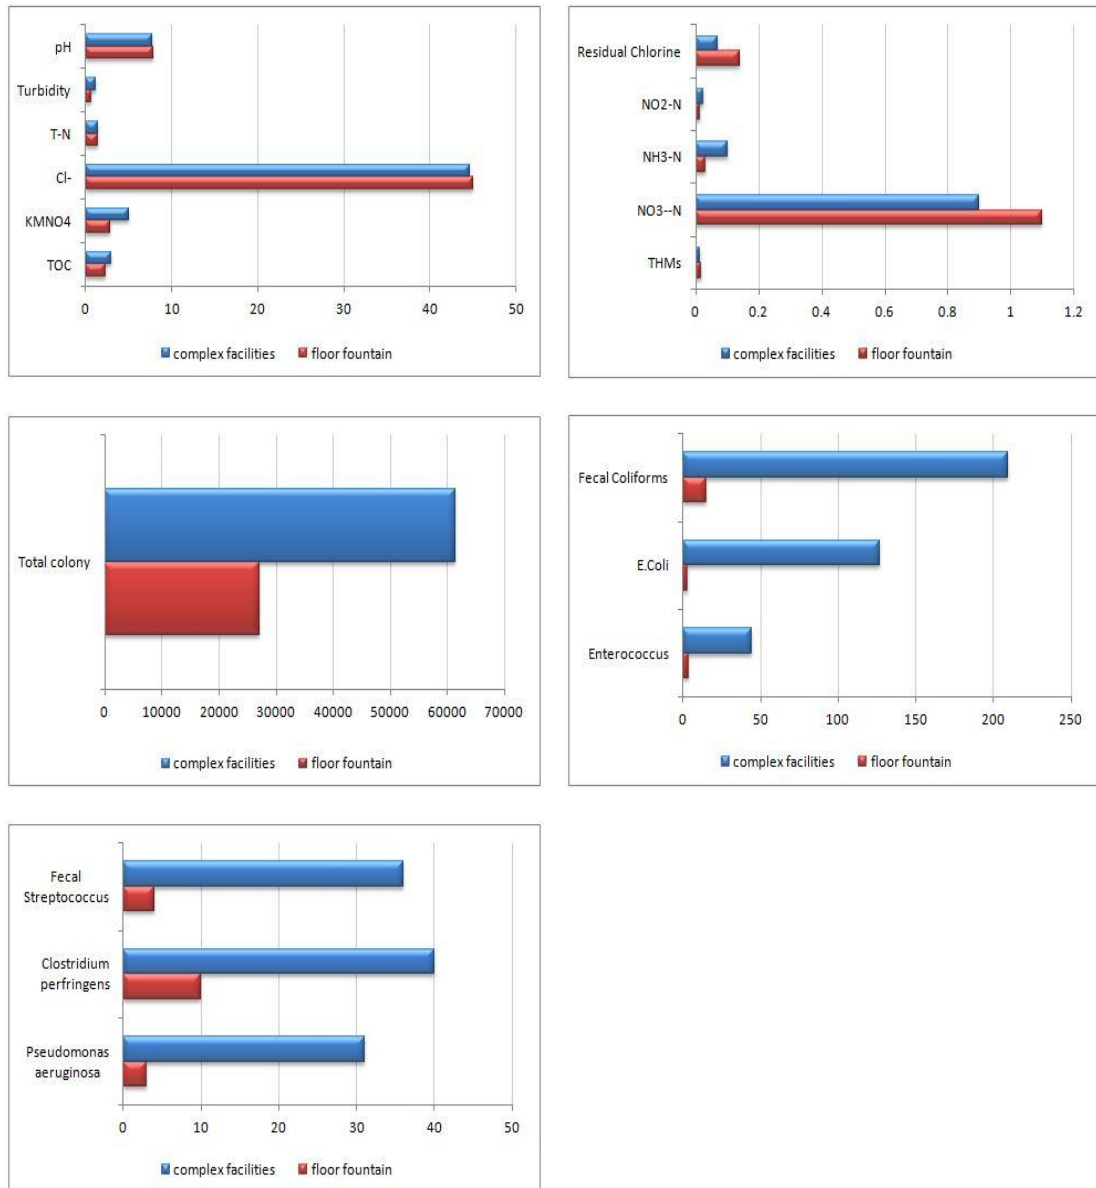 pH
Turbidity
T-N
Cl-
KMNO4
TOC
0 10 20 30 40 50
complex facilities floor fountain
Residual Chlorine
NO2-N
NH3-N
NO3--N
THMs
0 0.2 0.4 0.6 0.8 1 1.2
complex facilities floor fountain
Total colony
0 10000 20000 30000 40000 50000 60000 70000
complex facilities floor fountain
Fecal Coliforms
E.Coli
Enterococcus
0 50 100 150 200 250
complex facilities floor fountain
Fecal
Streptococcus
Clostridium
perfringens
Pseudomonas
aeruginosa
0 10 20 30 40 50
complex facilities floor fountain